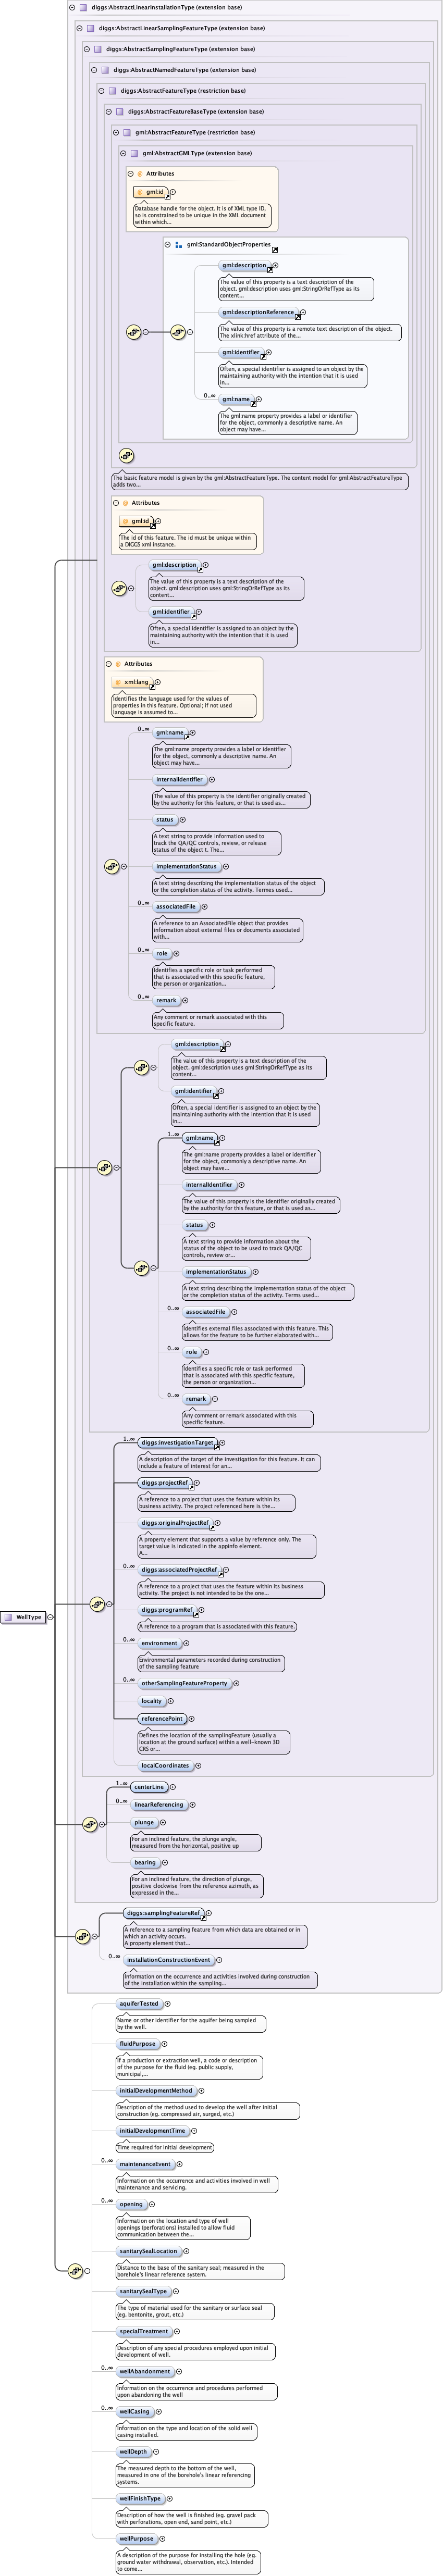 diggs:AbstractLinearInstallationType (extension base)
diggs:AbstractLinearSamplingFeatureType (extension base)
diggs:AbstractSamplingFeatureType (extension base)
diggs:AbstractNamedFeatureType (extension base)
diggs:AbstractFeatureType (restriction base)
diggs:AbstractFeatureBaseType (extension base)
gml:AbstractFeatureType (restriction base)
gml:AbstractGMLType (extension base)
Attributes
gml:id
Database handle for the object. It is of XML type ID,
so is constrained to be unique in the XML document
within which,...
gml:StandardObjectProperties
gml:description
The value of this property is a text description of the
object. gml:description uses gml:StringOrRefType as its
content...
gml:descriptionReference
The value of this property is a remote text description of the object.
The xlink:href attribute of the...
gml:identifier
Often, a special identifier is assigned to an object by the
maintaining authority with the intention that it is used
in...
0..∞
gml:name
The gml:name property provides a label or identifier
for the object, commonly a descriptive name. An
object may have...
The basic feature model is given by the gml:AbstractFeatureType. The content model for gml:AbstractFeatureType
adds two...
Attributes
gml:id
The id of this feature. The id must be unique within
a DIGGS xml instance.
gml:description
The value of this property is a text description of the
object. gml:description uses gml:StringOrRefType as its
content...
gml:identifier
Often, a special identifier is assigned to an object by the
maintaining authority with the intention that it is used
in...
Attributes
xml:lang
Identifies the language used for the values of
properties in this feature. Optional; if not used
language is assumed to...
0..∞
gml:name
The gml:name property provides a label or identifier
for the object, commonly a descriptive name. An
object may have...
internalIdentifier
The value of this property is the identifier originally created
by the authority for this feature, or that is used as...
status
A text string to provide information used to
track the QA/QC controls, review, or release
status of the object t. The...
implementationStatus
A text string describing the implementation status of the object
or the completion status of the activity. Termes used...
0..∞
associatedFile
A reference to an AssociatedFile object that provides
information about external files or documents associated
with...
0..∞
role
Identifies a specific role or task performed
that is associated with this specific feature,
the person or organization...
0..∞
remark
Any comment or remark associated with this
specific feature.
gml:description
The value of this property is a text description of the
object. gml:description uses gml:StringOrRefType as its
content...
gml:identifier
Often, a special identifier is assigned to an object by the
maintaining authority with the intention that it is used
in...
1..∞
gml:name
The gml:name property provides a label or identifier
for the object, commonly a descriptive name. An
object may have...
internalIdentifier
The value of this property is the identifier originally created
by the authority for this feature, or that is used as...
status
A text string to provide information about the
status of the object to be used to track QA/QC
controls, review or...
implementationStatus
A text string describing the implementation status of the object
or the completion status of the activity. Terms used...
0..∞
associatedFile
Identifies external files associated with this feature. This
allows for the feature to be further elaborated with...
0..∞
role
Identifies a specific role or task performed
that is associated with this specific feature,
the person or organization...
0..∞
remark
Any comment or remark associated with this
specific feature.
1..∞
diggs:investigationTarget
A description of the target of the investigation for this feature. It can
include a feature of interest for an...
diggs:projectRef
A reference to a project that uses the feature within its
business activity. The project referenced here is the...
diggs:originalProjectRef
A property element that supports a value by reference only. The
target value is indicated in the appinfo element.
A...
0..∞
diggs:associatedProjectRef
A reference to a project that uses the feature within its business
activity. The project is not intended to be the one...
diggs:programRef
A reference to a program that is associated with this feature.
0..∞
environment
Environmental parameters recorded during construction
of the sampling feature
0..∞
otherSamplingFeatureProperty
locality
referencePoint
Defines the location of the samplingFeature (usually a
location at the ground surface) within a well-known 3D
CRS or...
localCoordinates
WellType
1..∞
centerLine
0..∞
linearReferencing
plunge
For an inclined feature, the plunge angle,
measured from the horizontal, positive up
bearing
For an inclined feature, the direction of plunge,
positive clockwise from the reference azimuth, as
expressed in the...
diggs:samplingFeatureRef
A reference to a sampling feature from which data are obtained or in
which an activity occurs.
A property element that...
0..∞
installationConstructionEvent
Information on the occurrence and activities involved during construction
of the installation within the sampling...
aquiferTested
Name or other identifier for the aquifer being sampled
by the well.
fluidPurpose
If a production or extraction well, a code or description
of the purpose for the fluid (eg. public supply,
municipal,...
initialDevelopmentMethod
Description of the method used to develop the well after initial
construction (eg. compressed air, surged, etc.)
initialDevelopmentTime
Time required for initial development
0..∞
maintenanceEvent
Information on the occurrence and activities involved in well
maintenance and servicing.
0..∞
opening
Information on the location and type of well
openings (perforations) installed to allow fluid
communication between the...
sanitarySealLocation
Distance to the base of the sanitary seal; measured in the
borehole's linear reference system.
sanitarySealType
The type of material used for the sanitary or surface seal
(eg. bentonite, grout, etc.)
specialTreatment
Description of any special procedures employed upon initial
development of well.
0..∞
wellAbandonment
Information on the occurrence and procedures performed
upon abandoning the well
0..∞
wellCasing
Information on the type and location of the solid well
casing installed.
wellDepth
The measured depth to the bottom of the well,
measured in one of the borehole's linear referencing
systems.
wellFinishType
Description of how the well is finished (eg. gravel pack
with perforations, open end, sand point, etc.)
wellPurpose
A description of the purpose for installing the hole (eg.
ground water withdrawal, observation, etc.). Intended
to come...